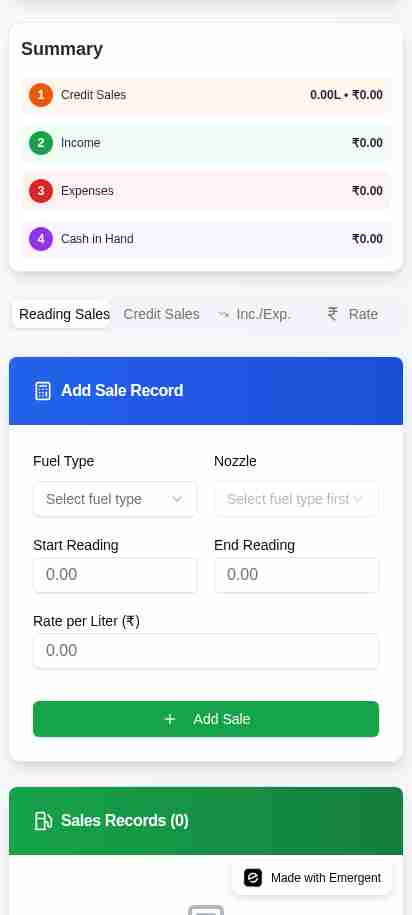 Summary
1 Credit Sales 0.00L • ₹0.00
2 Income ₹0.00
3 Expenses ₹0.00
4 Cash in Hand ₹0.00
Reading Sales Credit Sales Inc./Exp. ₹ Rate
Add Sale Record
Fuel Type Nozzle
Select fuel type Select fuel type first
Start Reading End Reading
0.00 0.00
Rate per Liter (₹)
0.00
+ Add Sale
Sales Records (0)
Made with Emergent